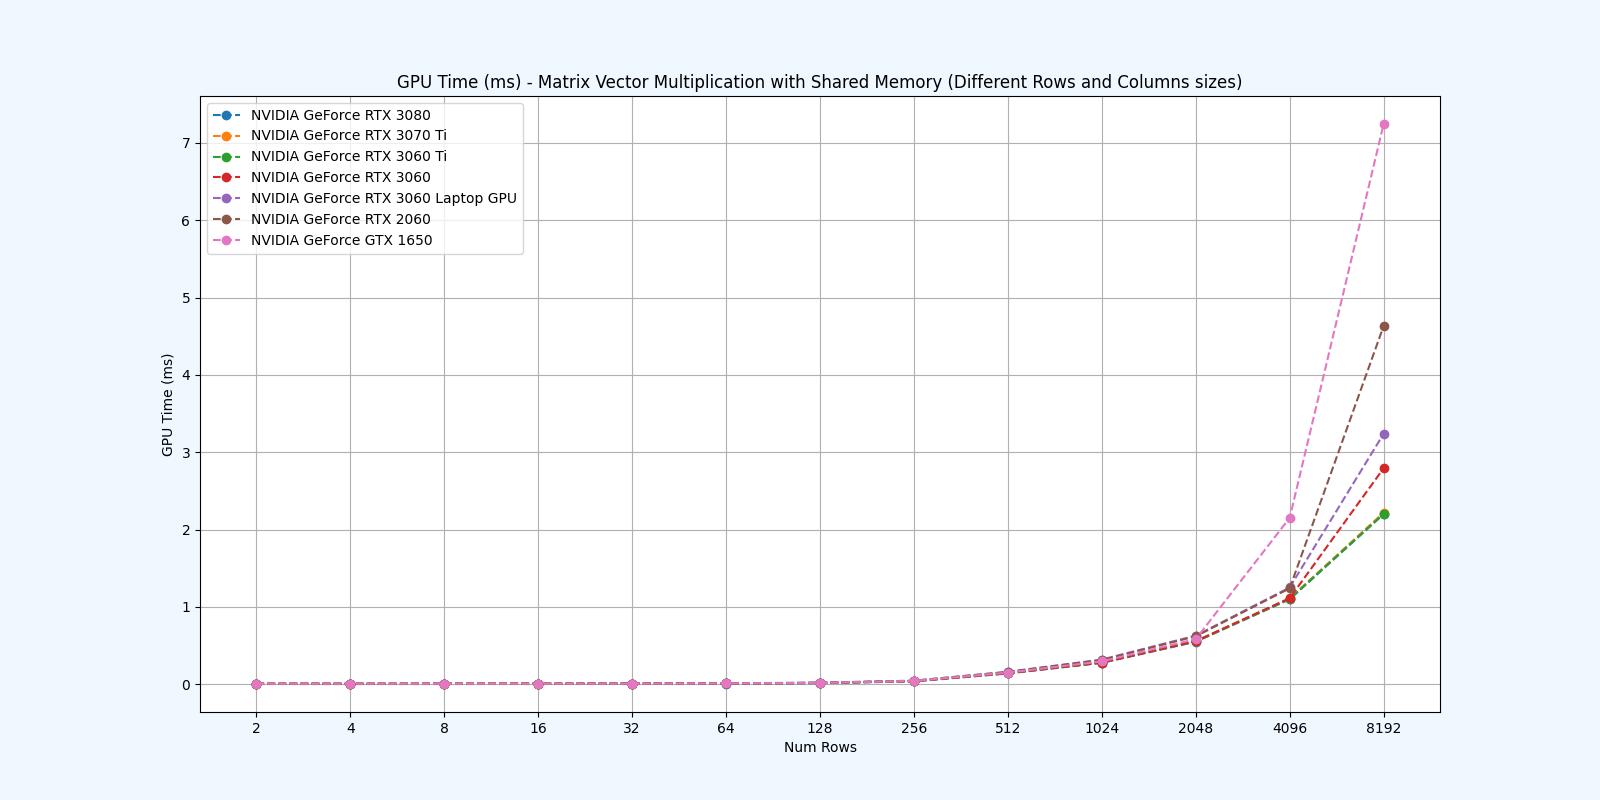 GPU Time (ms) - Matrix Vector Multiplication with Shared Memory (Different Rows and Columns sizes)
NVIDIA GeForce RTX 3080
NVIDIA GeForce RTX 3070 Ti
NVIDIA GeForce RTX 3060 Ti
NVIDIA GeForce RTX 3060
NVIDIA GeForce RTX 3060 Laptop GPU
NVIDIA GeForce RTX 2060
NVIDIA GeForce GTX 1650
GPU Time (ms)
7
6
5
4
3
2
1
0
2 4 8 16 32 64 128 256 512 1024 2048 4096 8192
Num Rows